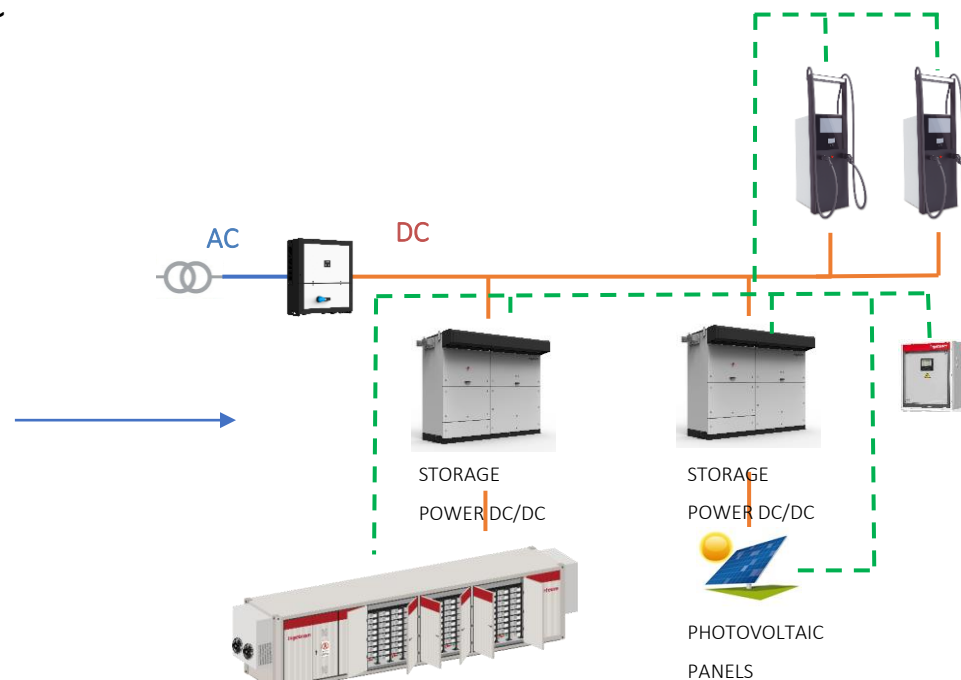 AC
DC
STORAGE
POWER DC/DC
STORAGE
POWER DC/DC
PHOTOVOLTAIC
PANELS